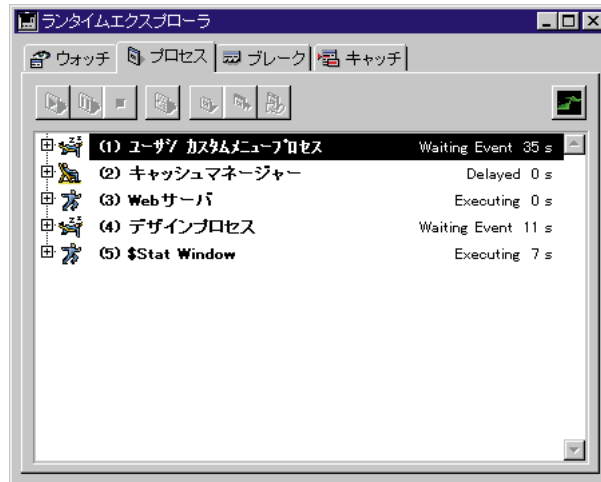 ランタイムエクスプローラ
ウォッチ プロセス ブレーク キャッチ
(1) ユーザ/ カスタムメニュープロセス Waiting Event 35 s
(2) キャッシュマネージャー Delayed 0 s
(3) Webサーバ Executing 0 s
(4) デザインプロセス Waiting Event 11 s
(5) $Stat Window Executing 7 s